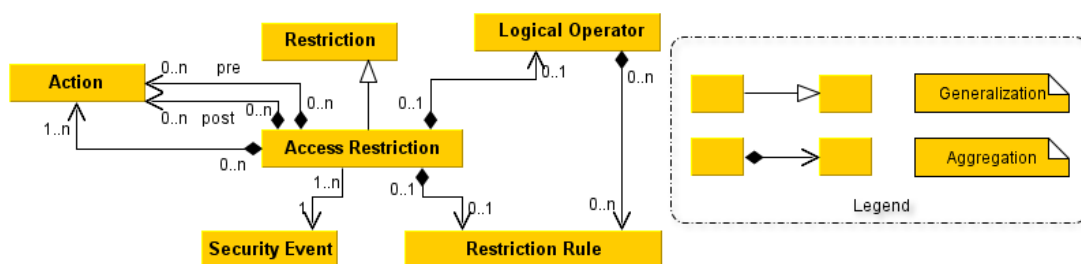 Restriction
Logical Operator
Action
0..n pre
0..n
0..n
0..n post
1..n
0..n
0..1
0..1
0..n
Access Restriction
0..1
1..n
1
0..1
0..n
Security Event
Restriction Rule
Generalization
Aggregation
Legend